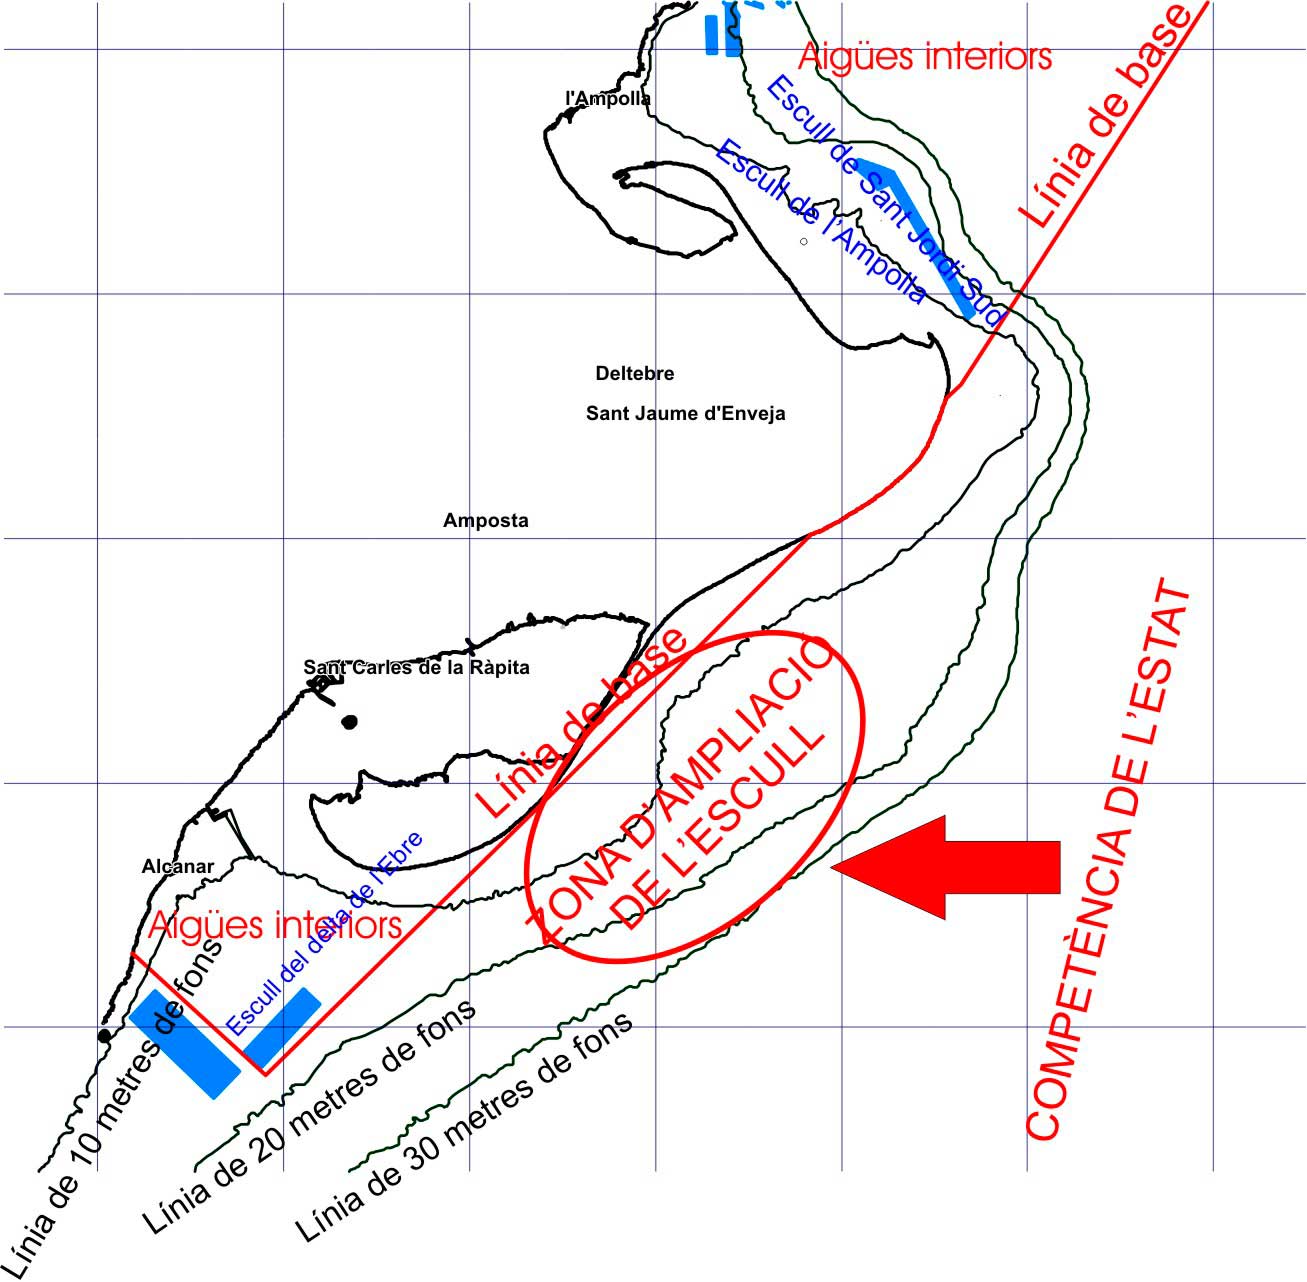 Aigües interiors
Línia de base
l'Ampolla
Escull de Sant Jordi Sud
Escull de l'Ampolla
Deltebre
Sant Jaume d'Enveja
Amposta
Sant Carles de la Ràpita
Línia de base
ZONA D'AMPLIACIÓ
DE L'ESCULL
COMPETÈNCIA DE L'ESTAT
Alcanar
Aigües interiors
Escull del delta de l'Ebre
Línia de 10 metres de fons
Línia de 20 metres de fons
Línia de 30 metres de fons